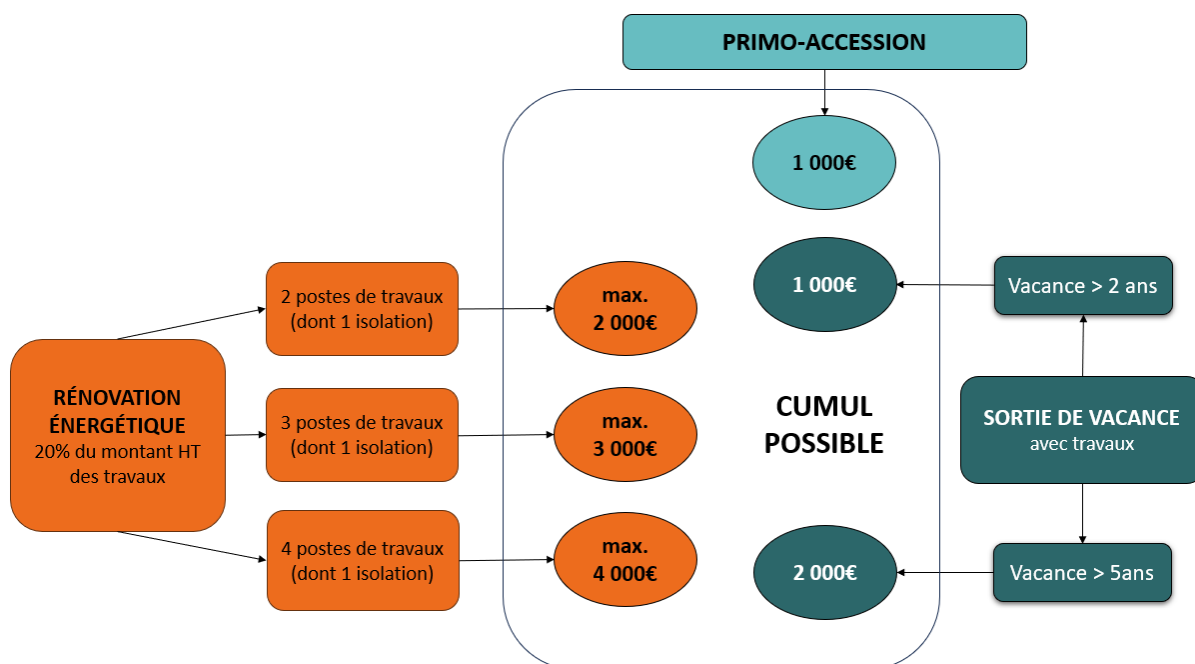 PRIMO-ACCESSION
1 000€
RÉNOVATION
ÉNERGÉTIQUE
20% du montant HT
des travaux
2 postes de travaux
(dont 1 isolation)
max.
2 000€
3 postes de travaux
(dont 1 isolation)
max.
3 000€
4 postes de travaux
(dont 1 isolation)
max.
4 000€
CUMUL
POSSIBLE
1 000€
Vacance > 2 ans
SORTIE DE VACANCE
avec travaux
2 000€
Vacance > 5ans